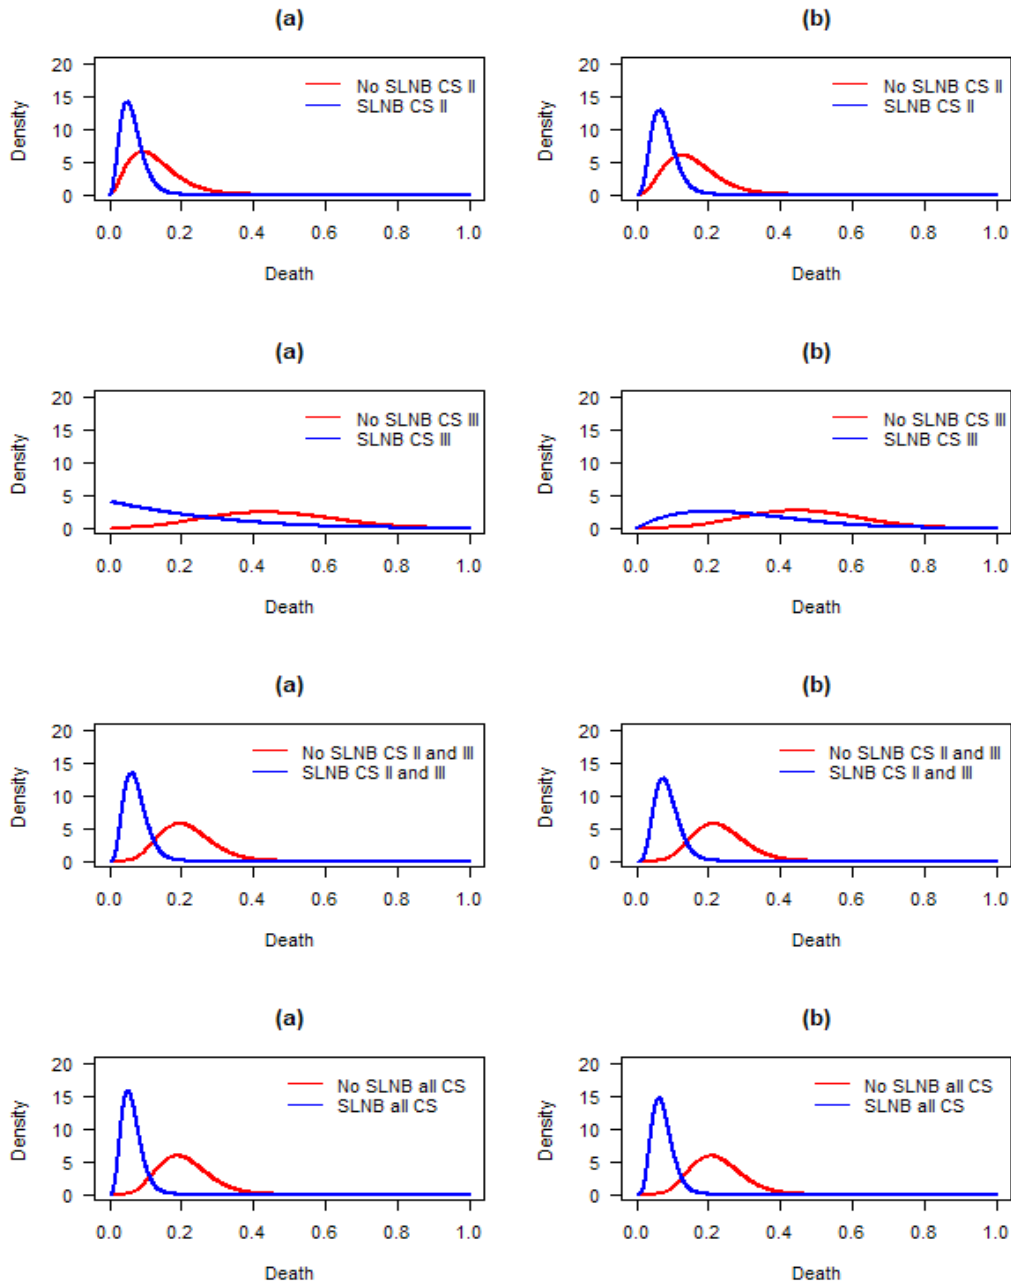 (a)
20
15
10
5
0
Density
No SLNB CS II
SLNB CS II
0.0 0.2 0.4 0.6 0.8 1.0
Death
(b)
20
15
10
5
0
Density
No SLNB CS II
SLNB CS II
0.0 0.2 0.4 0.6 0.8 1.0
Death
(a)
20
15
10
5
0
Density
No SLNB CS III
SLNB CS III
0.0 0.2 0.4 0.6 0.8 1.0
Death
(b)
20
15
10
5
0
Density
No SLNB CS III
SLNB CS III
0.0 0.2 0.4 0.6 0.8 1.0
Death
(a)
20
15
10
5
0
Density
No SLNB CS II and III
SLNB CS II and III
0.0 0.2 0.4 0.6 0.8 1.0
Death
(b)
20
15
10
5
0
Density
No SLNB CS II and III
SLNB CS II and III
0.0 0.2 0.4 0.6 0.8 1.0
Death
(a)
20
15
10
5
0
Density
No SLNB all CS
SLNB all CS
0.0 0.2 0.4 0.6 0.8 1.0
Death
(b)
20
15
10
5
0
Density
No SLNB all CS
SLNB all CS
0.0 0.2 0.4 0.6 0.8 1.0
Death